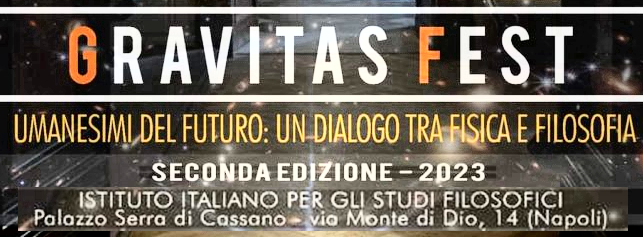 GRAVITAS FEST
UMANESIMI DEL FUTURO: UN DIALOGO TRA FISICA E FILOSOFIA
SECONDA EDIZIONE – 2023
ISTITUTO ITALIANO PER GLI STUDI FILOSOFICI
Palazzo Serra di Cassano - via Monte di Dio, 14 (Napoli)